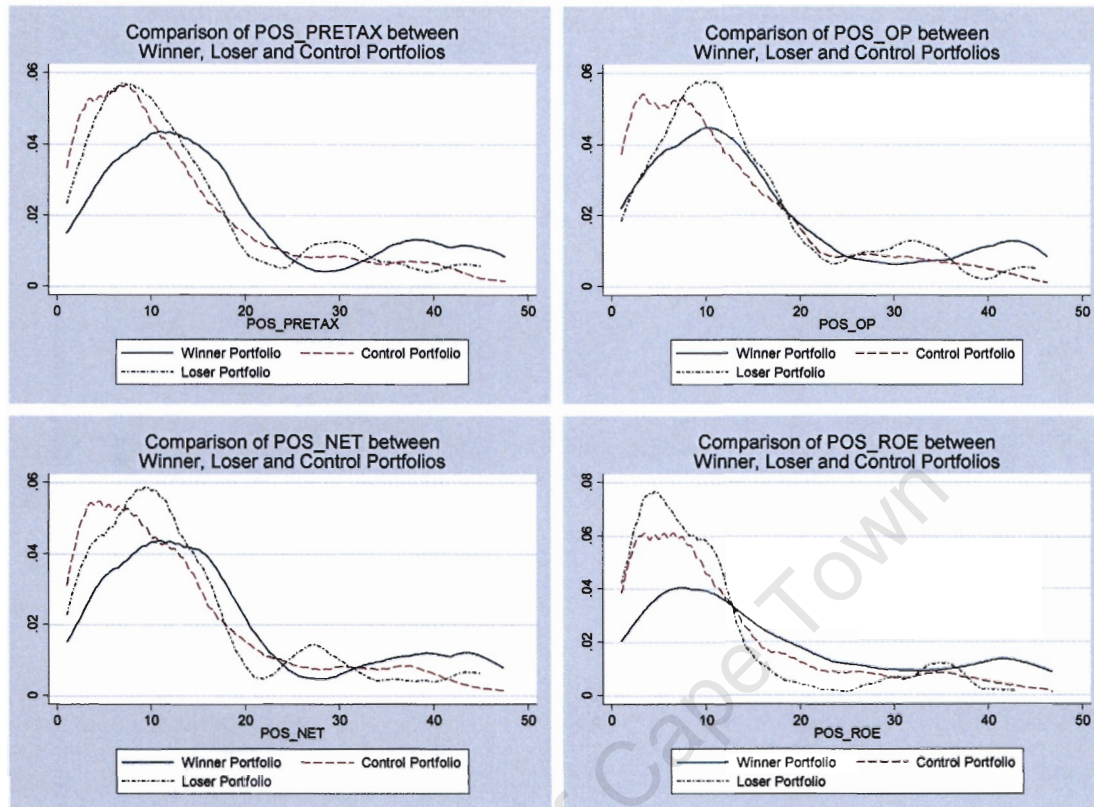 Comparison of POS_PRETAX between
Winner, Loser and Control Portfolios
.06
.04
.02
0
0 10 20 30 40 50
POS_PRETAX
Winner Portfolio Control Portfolio
Loser Portfolio
Comparison of POS_OP between
Winner, Loser and Control Portfolios
.06
.04
.02
0
0 10 20 30 40 50
POS_OP
Winner Portfolio Control Portfolio
Loser Portfolio
Comparison of POS_NET between
Winner, Loser and Control Portfolios
.06
.04
.02
0
0 10 20 30 40 50
POS_NET
Winner Portfolio Control Portfolio
Loser Portfolio
Comparison of POS_ROE between
Winner, Loser and Control Portfolios
.08
.06
.04
.02
0
0 10 20 30 40 50
POS_ROE
Winner Portfolio Control Portfolio
Loser Portfolio
Cape Town